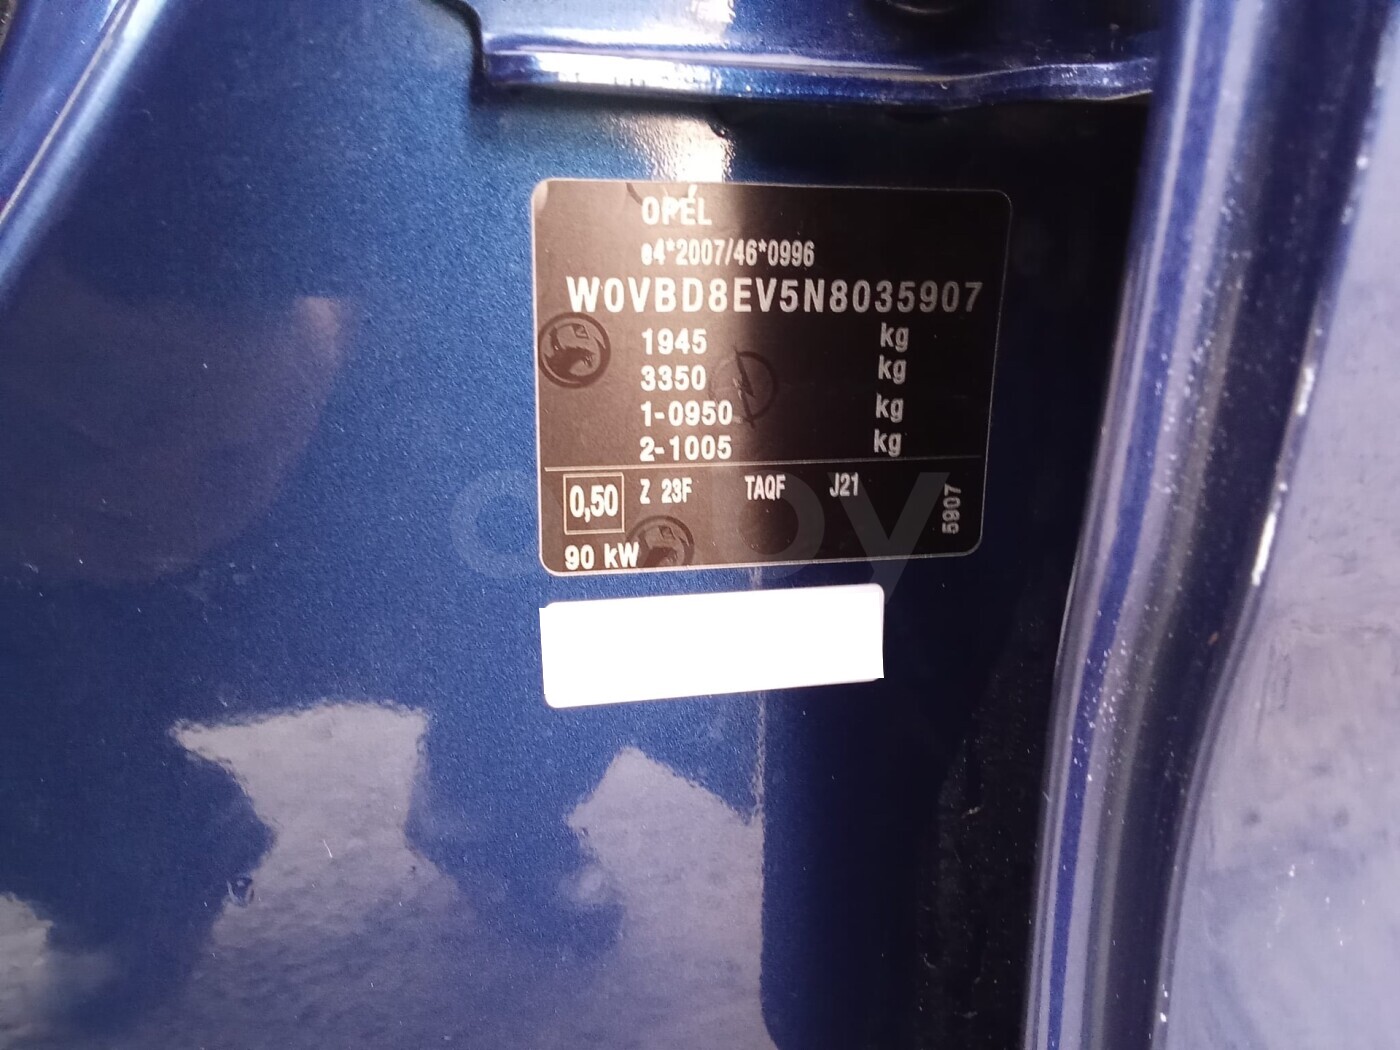 OPEL
e4*2007/46*0996
W0VBD8EV5N8035907
1945 kg
3350 kg
1-0950 kg
2-1005 kg
0,50 Z 23F TAQF J21
5907
90 kW